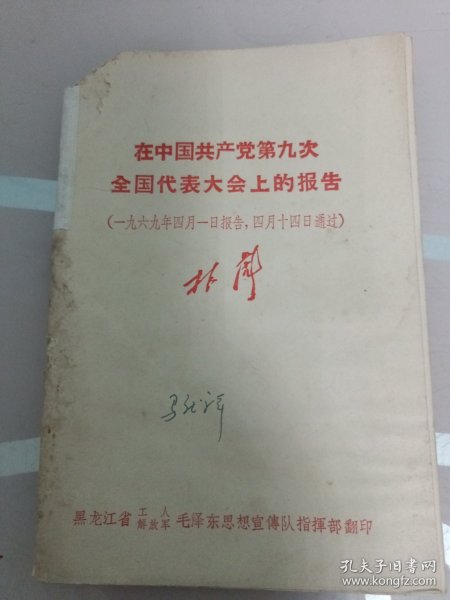 在中国共产党第九次
全国代表大会上的报告
(一九六九年四月一日报告,四月十四日通过)
林彪
黑龙江省工人解放军毛泽东思想宣傳队指揮部翻印
孔夫子旧书网
www.kongfz.com